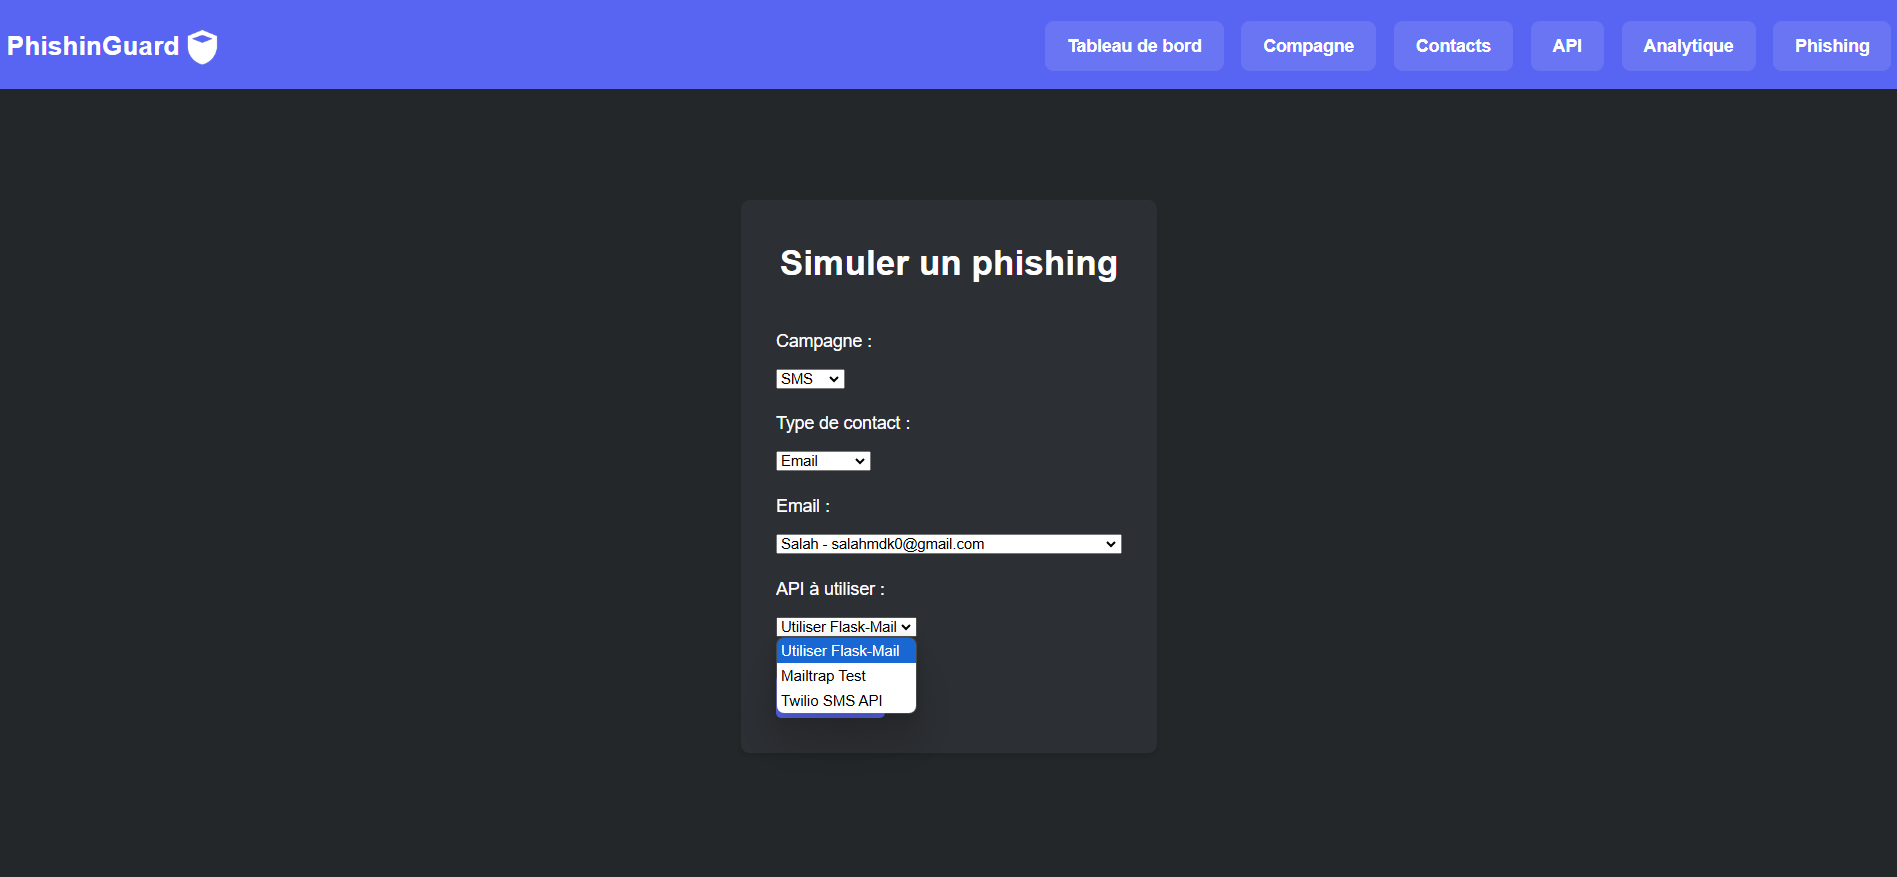 PhishinGuard
Tableau de bord
Compagne
Contacts
API
Analytique
Phishing
Simuler un phishing
Campagne :
SMS
Type de contact :
Email
Email :
Salah - salahmdk0@gmail.com
API à utiliser :
Utiliser Flask-Mail
Utiliser Flask-Mail
Mailtrap Test
Twilio SMS API